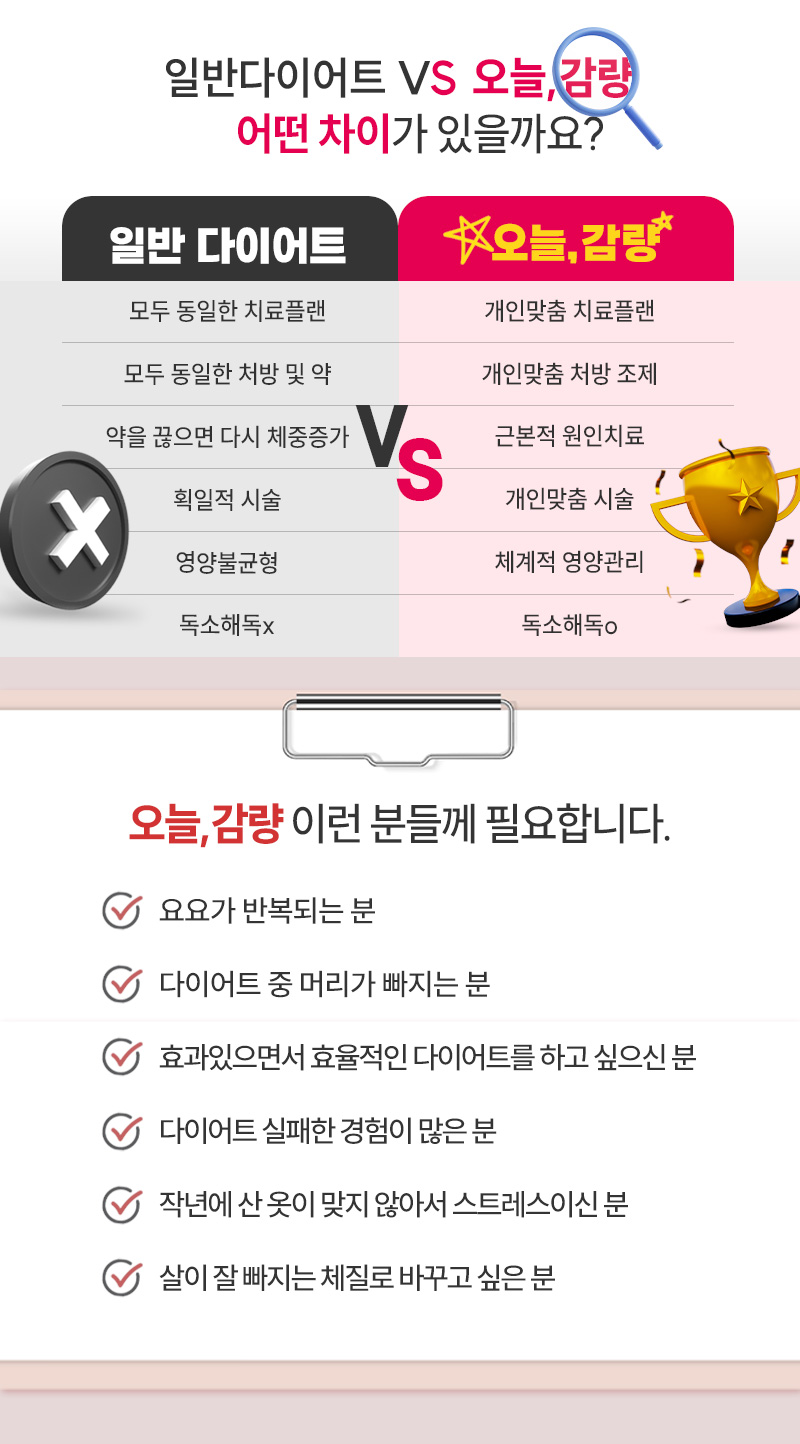 일반다이어트 VS 오늘,감량
어떤 차이가 있을까요?
일반 다이어트
오늘,감량
모두 동일한 치료플랜
개인맞춤 치료플랜
모두 동일한 처방 및 약
개인맞춤 처방 조제
약을 끊으면 다시 체중증가
VS
근본적 원인치료
획일적 시술
개인맞춤 시술
영양불균형
체계적 영양관리
독소해독x
독소해독o
오늘,감량 이런 분들께 필요합니다.
요요가 반복되는 분
다이어트 중 머리가 빠지는 분
효과있으면서 효율적인 다이어트를 하고 싶으신 분
다이어트 실패한 경험이 많은 분
작년에 산 옷이 맞지 않아서 스트레스이신 분
살이 잘 빠지는 체질로 바꾸고 싶은 분